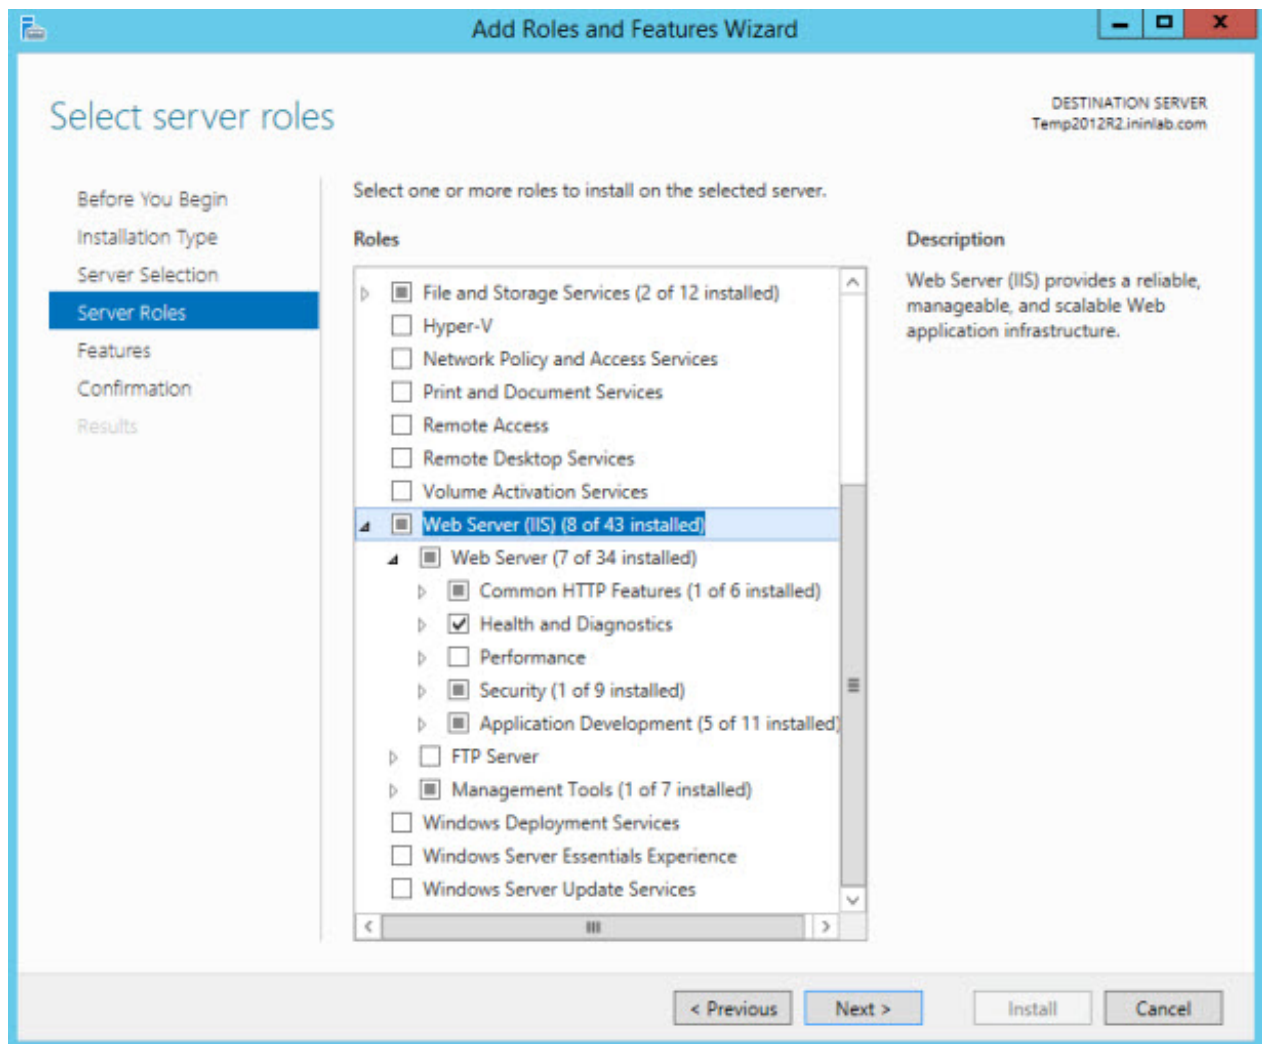 Add Roles and Features Wizard
Select server roles
DESTINATION SERVER
Temp2012R2.ininlab.com
Before You Begin
Installation Type
Server Selection
Server Roles
Features
Confirmation
Results
Select one or more roles to install on the selected server.
Roles
File and Storage Services (2 of 12 installed)
Hyper-V
Network Policy and Access Services
Print and Document Services
Remote Access
Remote Desktop Services
Volume Activation Services
Web Server (IIS) (8 of 43 installed)
Web Server (7 of 34 installed)
Common HTTP Features (1 of 6 installed)
Health and Diagnostics
Performance
Security (1 of 9 installed)
Application Development (5 of 11 installed)
FTP Server
Management Tools (1 of 7 installed)
Windows Deployment Services
Windows Server Essentials Experience
Windows Server Update Services
Description
Web Server (IIS) provides a reliable,
manageable, and scalable Web
application infrastructure.
< Previous
Next >
Install
Cancel